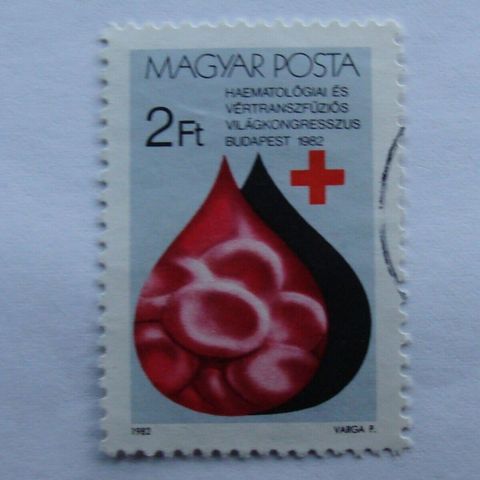 MAGYAR POSTA
HAEMATOLÓGIAI ÉS
VÉRTRANSZFÚZIÓS
VILÁGKONGRESSZUS
BUDAPEST 1982
2Ft
1982
VARGA P.